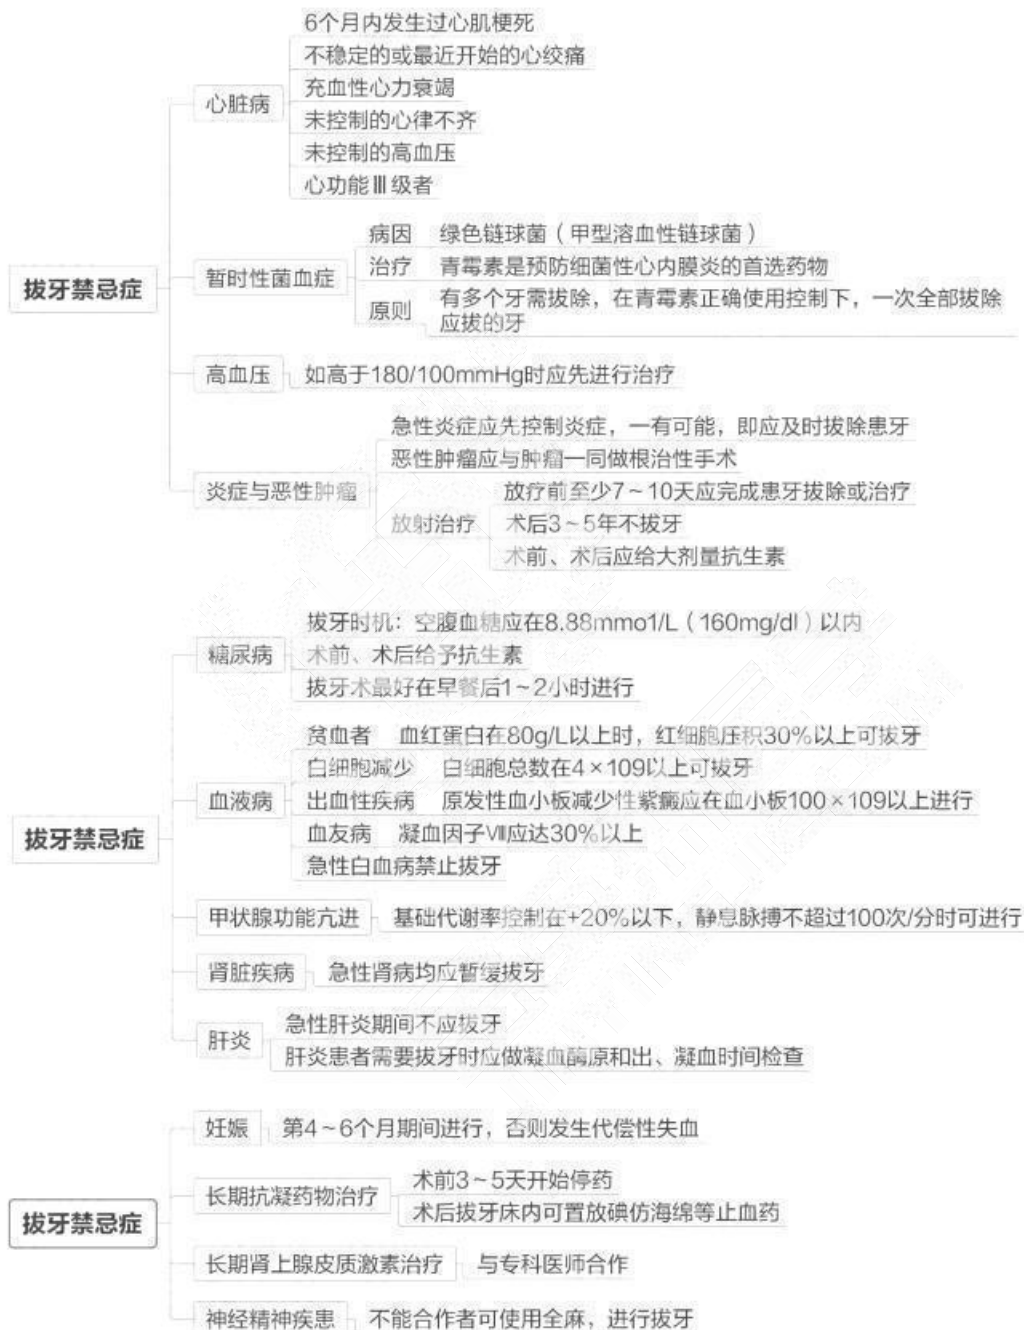 拔牙禁忌症
心脏病
6个月内发生过心肌梗死
不稳定的或最近开始的心绞痛
充血性心力衰竭
未控制的心律不齐
未控制的高血压
心功能Ⅲ级者
暂时性菌血症
病因 绿色链球菌（甲型溶血性链球菌）
治疗 青霉素是预防细菌性心内膜炎的首选药物
原则 有多个牙需拔除，在青霉素正确使用控制下，一次全部拔除
应拔的牙
高血压 如高于180/100mmHg时应先进行治疗
炎症与恶性肿瘤
急性炎症应先控制炎症，一有可能，即应及时拔除患牙
恶性肿瘤应与肿瘤一同做根治性手术
放射治疗
放疗前至少7～10天应完成患牙拔除或治疗
术后3～5年不拔牙
术前、术后应给大剂量抗生素
拔牙禁忌症
糖尿病
拔牙时机：空腹血糖应在8.88mmo1/L（160mg/dl）以内
术前、术后给予抗生素
拔牙术最好在早餐后1～2小时进行
血液病
贫血者 血红蛋白在80g/L以上时，红细胞压积30%以上可拔牙
白细胞减少 白细胞总数在4×109以上可拔牙
出血性疾病 原发性血小板减少性紫癜应在血小板100×109以上进行
血友病 凝血因子Ⅷ应达30%以上
急性白血病禁止拔牙
甲状腺功能亢进 基础代谢率控制在+20%以下，静息脉搏不超过100次/分时可进行
肾脏疾病 急性肾病均应暂缓拔牙
肝炎
急性肝炎期间不应拔牙
肝炎患者需要拔牙时应做凝血酶原和出、凝血时间检查
拔牙禁忌症
妊娠 第4～6个月期间进行，否则发生代偿性失血
长期抗凝药物治疗
术前3～5天开始停药
术后拔牙床内可置放碘仿海绵等止血药
长期肾上腺皮质激素治疗 与专科医师合作
神经精神疾患 不能合作者可使用全麻，进行拔牙